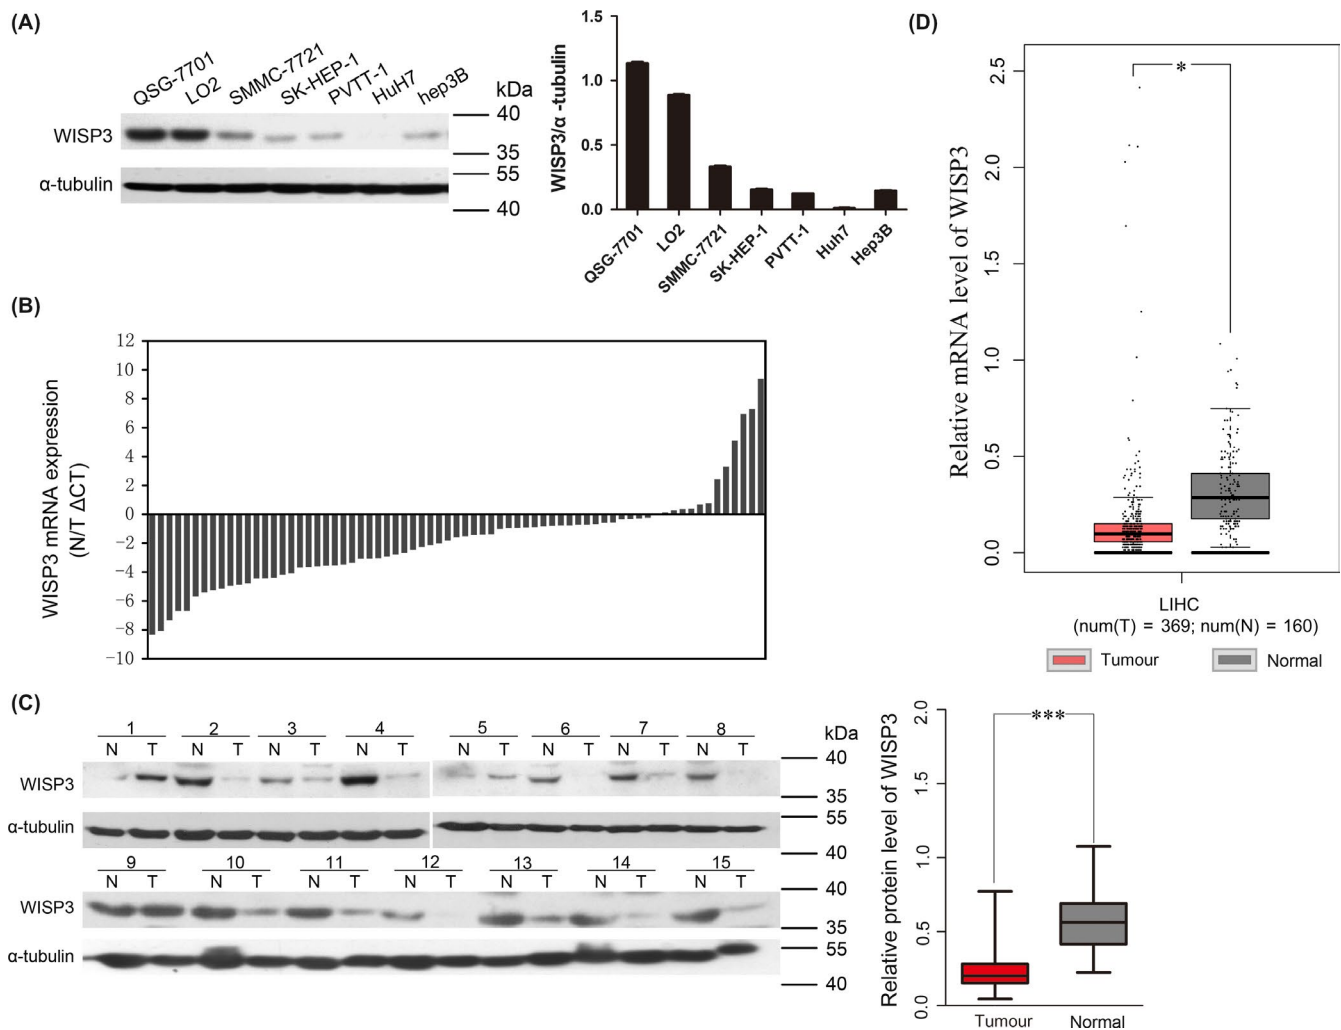 (A)
QSG-7701 LO2 SMMC-7721 SK-HEP-1 PVTT-1 HuH7 hep3B kDa
WISP3
α-tubulin
40
35
55
40
WISP3/α -tubulin
1.5
1.0
0.5
0.0
QSG-7701 LO2 SMMC-7721 SK-HEP-1 PVTT-1 Huh7 Hep3B
(B)
WISP3 mRNA expression
(N/T ΔCT)
12
10
8
6
4
2
0
−2
−4
−6
−8
−10
(C)
1 2 3 4 5 6 7 8 kDa
N T N T N T N T N T N T N T N T
WISP3
α-tubulin
40
35
55
40
9 10 11 12 13 14 15
N T N T N T N T N T N T N T
WISP3
α-tubulin
40
35
55
40
Relative protein level of WISP3
2.0
1.5
1.0
0.5
0.0
***
Tumour Normal
(D)
Relative mRNA level of WISP3
2.5
2.0
1.5
1.0
0.5
0.0
*
LIHC
(num(T) = 369; num(N) = 160)
Tumour Normal